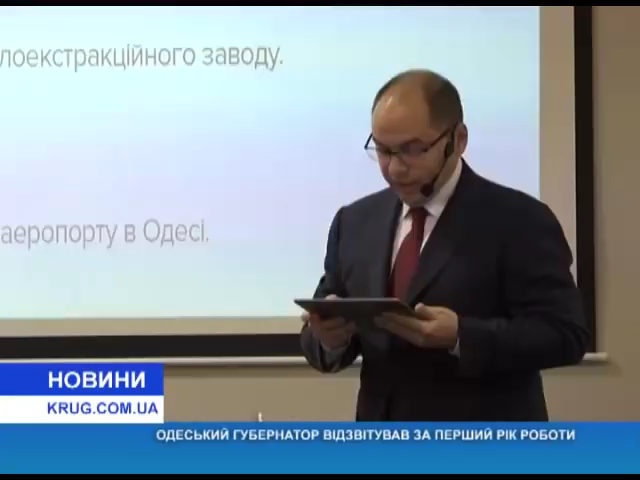 лоекстракційного заводу.
аеропорту в Одесі.
НОВИНИ
KRUG.COM.UA
ОДЕСЬКИЙ ГУБЕРНАТОР ВІДЗВІТУВАВ ЗА ПЕРШИЙ РІК РОБОТИ